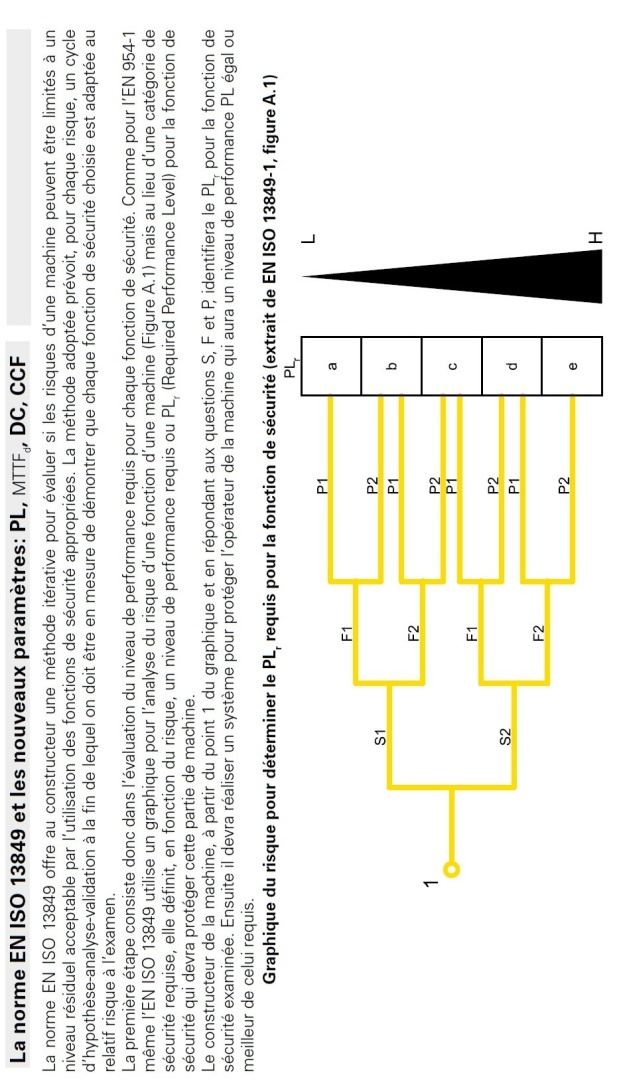 La norme EN ISO 13849 et les nouveaux paramètres: PL, MTTFd, DC, CCF
La norme EN ISO 13849 offre au constructeur une méthode itérative pour évaluer si les risques d'une machine peuvent être limités à un
niveau résiduel acceptable par l'utilisation des fonctions de sécurité appropriées. La méthode adoptée prévoit, pour chaque risque, un cycle
d'hypothèse-analyse-validation à la fin de lequel on doit être en mesure de démontrer que chaque fonction de sécurité choisie est adaptée au
relatif risque à l'examen.
La première étape consiste donc dans l'évaluation du niveau de performance requis pour chaque fonction de sécurité. Comme pour l'EN 954-1
même l'EN ISO 13849 utilise un graphique pour l'analyse du risque d'une fonction d'une machine (Figure A.1) mais au lieu d'une catégorie de
sécurité requise, elle définit, en fonction du risque, un niveau de performance requis ou PLr (Required Performance Level) pour la fonction de
sécurité qui devra protéger cette partie de machine.
Le constructeur de la machine, à partir du point 1 du graphique et en répondant aux questions S, F et P, identifiera le PLr pour la fonction de
sécurité examinée. Ensuite il devra réaliser un système pour protéger l'opérateur de la machine qui aura un niveau de performance PL égal ou
meilleur de celui requis.
Graphique du risque pour déterminer le PLr requis pour la fonction de sécurité (extrait de EN ISO 13849-1, figure A.1)
PLr
L
P1
a
F1
P2
b
S1
P1
F2
P2
c
1
P1
F1
P2
d
S2
P1
F2
P2
e
H